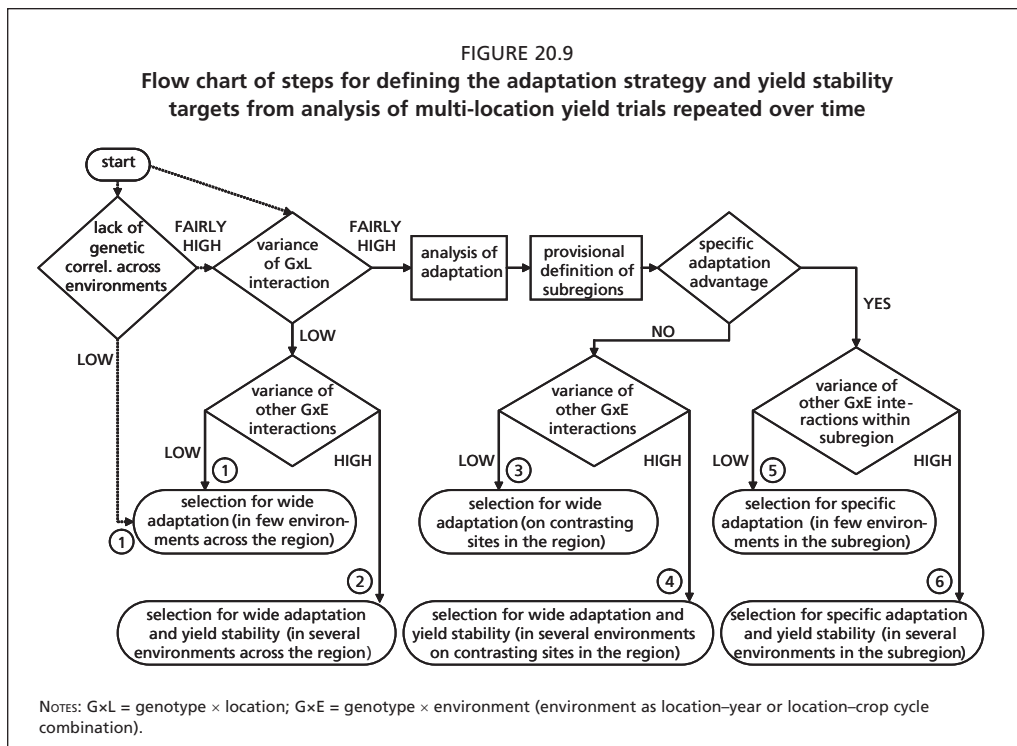 FIGURE 20.9
Flow chart of steps for defining the adaptation strategy and yield stability
targets from analysis of multi-location yield trials repeated over time
start
lack of
genetic
correl. across
environments
FAIRLY
HIGH
variance
of GxL
interaction
FAIRLY
HIGH
analysis of
adaptation
provisional
definition of
subregions
specific
adaptation
advantage
YES
NO
LOW
LOW
variance of
other GxE
interactions
variance of
other GxE
interactions
variance of
other GxE inte-
ractions within
subregion
LOW
1
HIGH
LOW
3
HIGH
LOW
5
HIGH
selection for wide
adaptation (in few environ-
ments across the region)
1
selection for wide
adaptation (on contrasting
sites in the region)
selection for specific
adaptation (in few environ-
ments in the subregion)
2
4
6
selection for wide adaptation
and yield stability (in several
environments across the region)
selection for wide adaptation and
yield stability (in several environments
on contrasting sites in the region)
selection for specific adaptation
and yield stability (in several
environments in the subregion)
NOTES: G×L = genotype × location; G×E = genotype × environment (environment as location–year or location–crop cycle
combination).